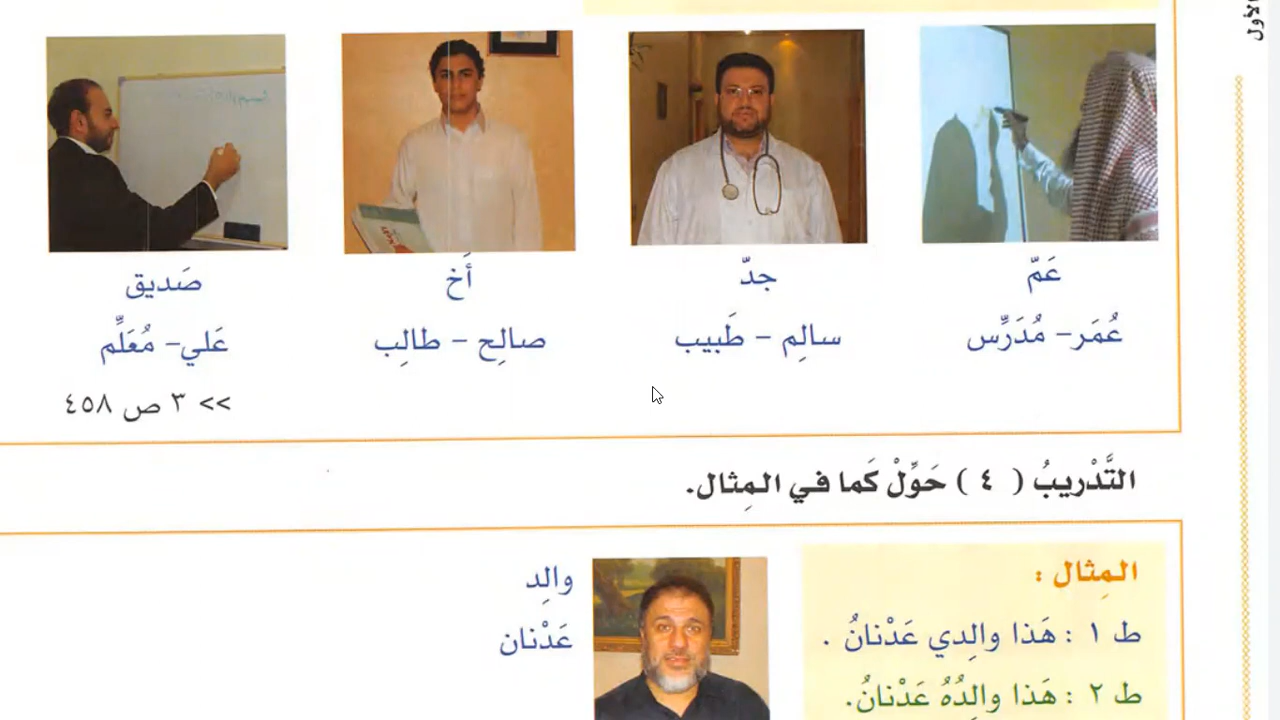 الأول
عَمّ
جدّ
أَخ
صَديق
عُمَر- مُدَرِّس
سالِم - طَبيب
صالِح - طالِب
عَلي- مُعَلِّم
>> ٣ ص ٤٥٨
التَّدْريبُ ( ٤ ) حَوِّلْ كَما في المِثال.
المِثال :
ط ١ : هَذا والِدي عَدْنانُ .
ط ٢ : هَذا والِدُهُ عَدْنانُ.
والِد
عَدْنان